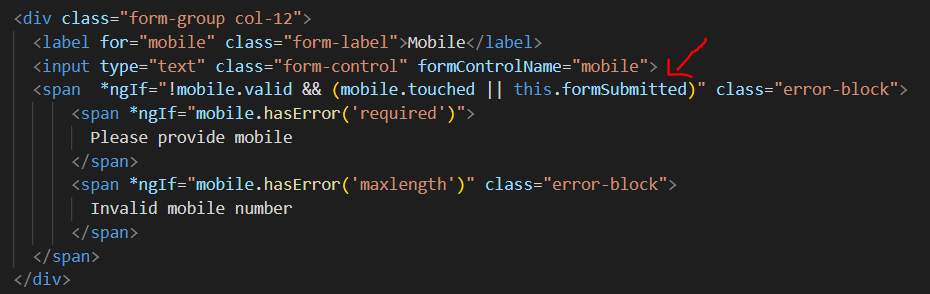 <div class="form-group col-12">
<label for="mobile" class="form-label">Mobile</label>
<input type="text" class="form-control" formControlName="mobile">
<span  *ngIf="!mobile.valid && (mobile.touched || this.formSubmitted)" class="error-block">
<span *ngIf="mobile.hasError('required')">
Please provide mobile
</span>
<span *ngIf="mobile.hasError('maxlength')" class="error-block">
Invalid mobile number
</span>
</span>
</div>